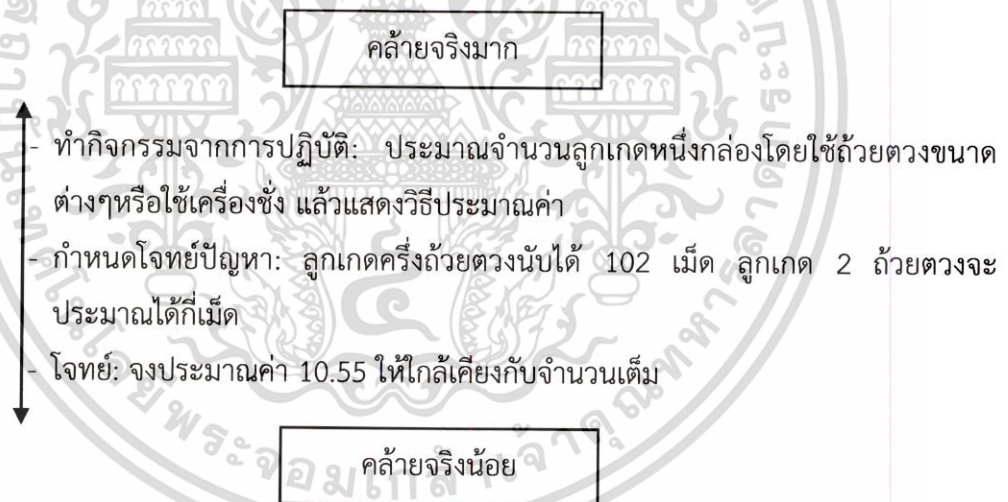 คล้ายจริงมาก
- ทำกิจกรรมจากการปฏิบัติ: ประมาณจำนวนลูกเกดหนึ่งกล่องโดยใช้ถ้วยตวงขนาด
ต่างๆหรือใช้เครื่องชั่ง แล้วแสดงวิธีประมาณค่า
- กำหนดโจทย์ปัญหา: ลูกเกดครึ่งถ้วยตวงนับได้ 102 เม็ด ลูกเกด 2 ถ้วยตวงจะ
ประมาณได้กี่เม็ด
- โจทย์: จงประมาณค่า 10.55 ให้ใกล้เคียงกับจำนวนเต็ม
คล้ายจริงน้อย